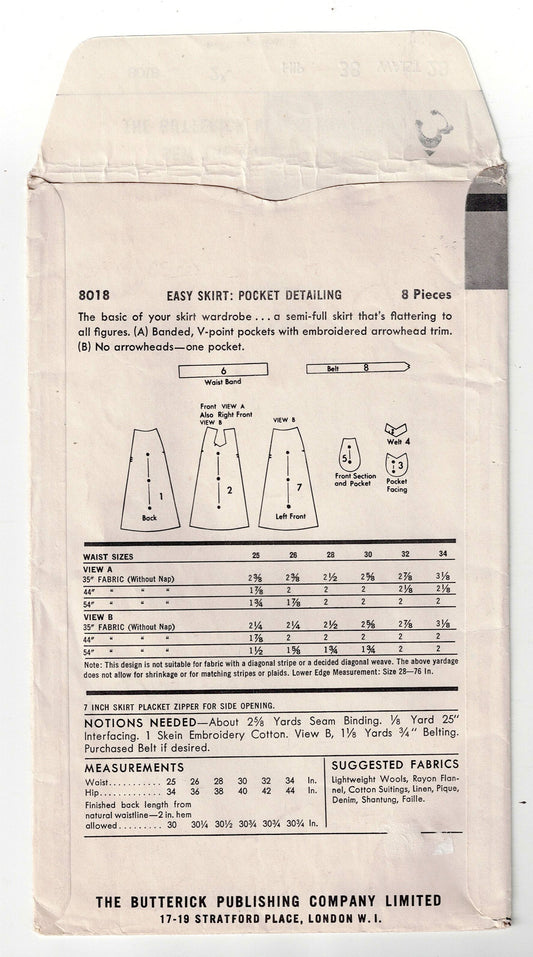 8018 EASY SKIRT: POCKET DETAILING 8 Pieces
The basic of your skirt wardrobe . . . a semi-full skirt that's flattering to
all figures. (A) Banded, V-point pockets with embroidered arrowhead trim.
(B) No arrowheads—one pocket.
6
Waist Band
Belt 8
Front VIEW A
Also Right Front
VIEW B
VIEW B
1
Back
2
7
Left Front
5
Front Section
and Pocket
Welt 4
3
Pocket
Facing
WAIST SIZES 25 26 28 30 32 34
VIEW A
35" FABRIC (Without Nap) 2⅜ 2⅜ 2½ 2⅝ 2⅞ 3⅛
44" " " " 1⅞ 2 2 2 2⅛ 2⅛
54" " " " 1¾ 1⅞ 2 2 2 2
VIEW B
35" FABRIC (Without Nap) 2¼ 2¼ 2½ 2⅝ 2⅞ 3⅛
44" " " " 1⅞ 2 2 2 2 2
54" " " " 1½ 1⅝ 1¾ 1¾ 2 2
Note: This design is not suitable for fabric with a diagonal stripe or a decided diagonal weave. The above yardage
does not allow for shrinkage or for matching stripes or plaids. Lower Edge Measurement: Size 28—76 In.
7 INCH SKIRT PLACKET ZIPPER FOR SIDE OPENING.
NOTIONS NEEDED—About 2⅝ Yards Seam Binding. ⅛ Yard 25"
Interfacing. 1 Skein Embroidery Cotton. View B, 1⅛ Yards ¾" Belting.
Purchased Belt if desired.
MEASUREMENTS
Waist........... 25 26 28 30 32 34 In.
Hip............. 34 36 38 40 42 44 In.
Finished back length from
natural waistline—2 in. hem
allowed......... 30 30¼ 30½ 30¾ 30¾ 30¾ In.
SUGGESTED FABRICS
Lightweight Wools, Rayon Flan-
nel, Cotton Suitings, Linen, Pique,
Denim, Shantung, Faille.
THE BUTTERICK PUBLISHING COMPANY LIMITED
17-19 STRATFORD PLACE, LONDON W. I.